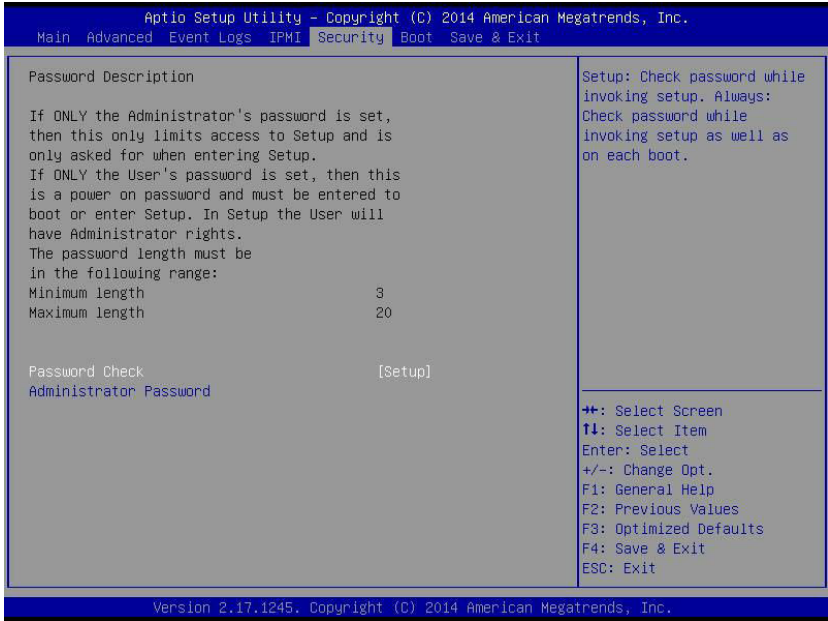 Aptio Setup Utility – Copyright (C) 2014 American Megatrends, Inc.
Main Advanced Event Logs IPMI Security Boot Save & Exit
Password Description
If ONLY the Administrator's password is set,
then this only limits access to Setup and is
only asked for when entering Setup.
If ONLY the User's password is set, then this
is a power on password and must be entered to
boot or enter Setup. In Setup the User will
have Administrator rights.
The password length must be
in the following range:
Minimum length 3
Maximum length 20
Password Check [Setup]
Administrator Password
Setup: Check password while
invoking setup. Always:
Check password while
invoking setup as well as
on each boot.
→←: Select Screen
↑↓: Select Item
Enter: Select
+/-: Change Opt.
F1: General Help
F2: Previous Values
F3: Optimized Defaults
F4: Save & Exit
ESC: Exit
Version 2.17.1245. Copyright (C) 2014 American Megatrends, Inc.